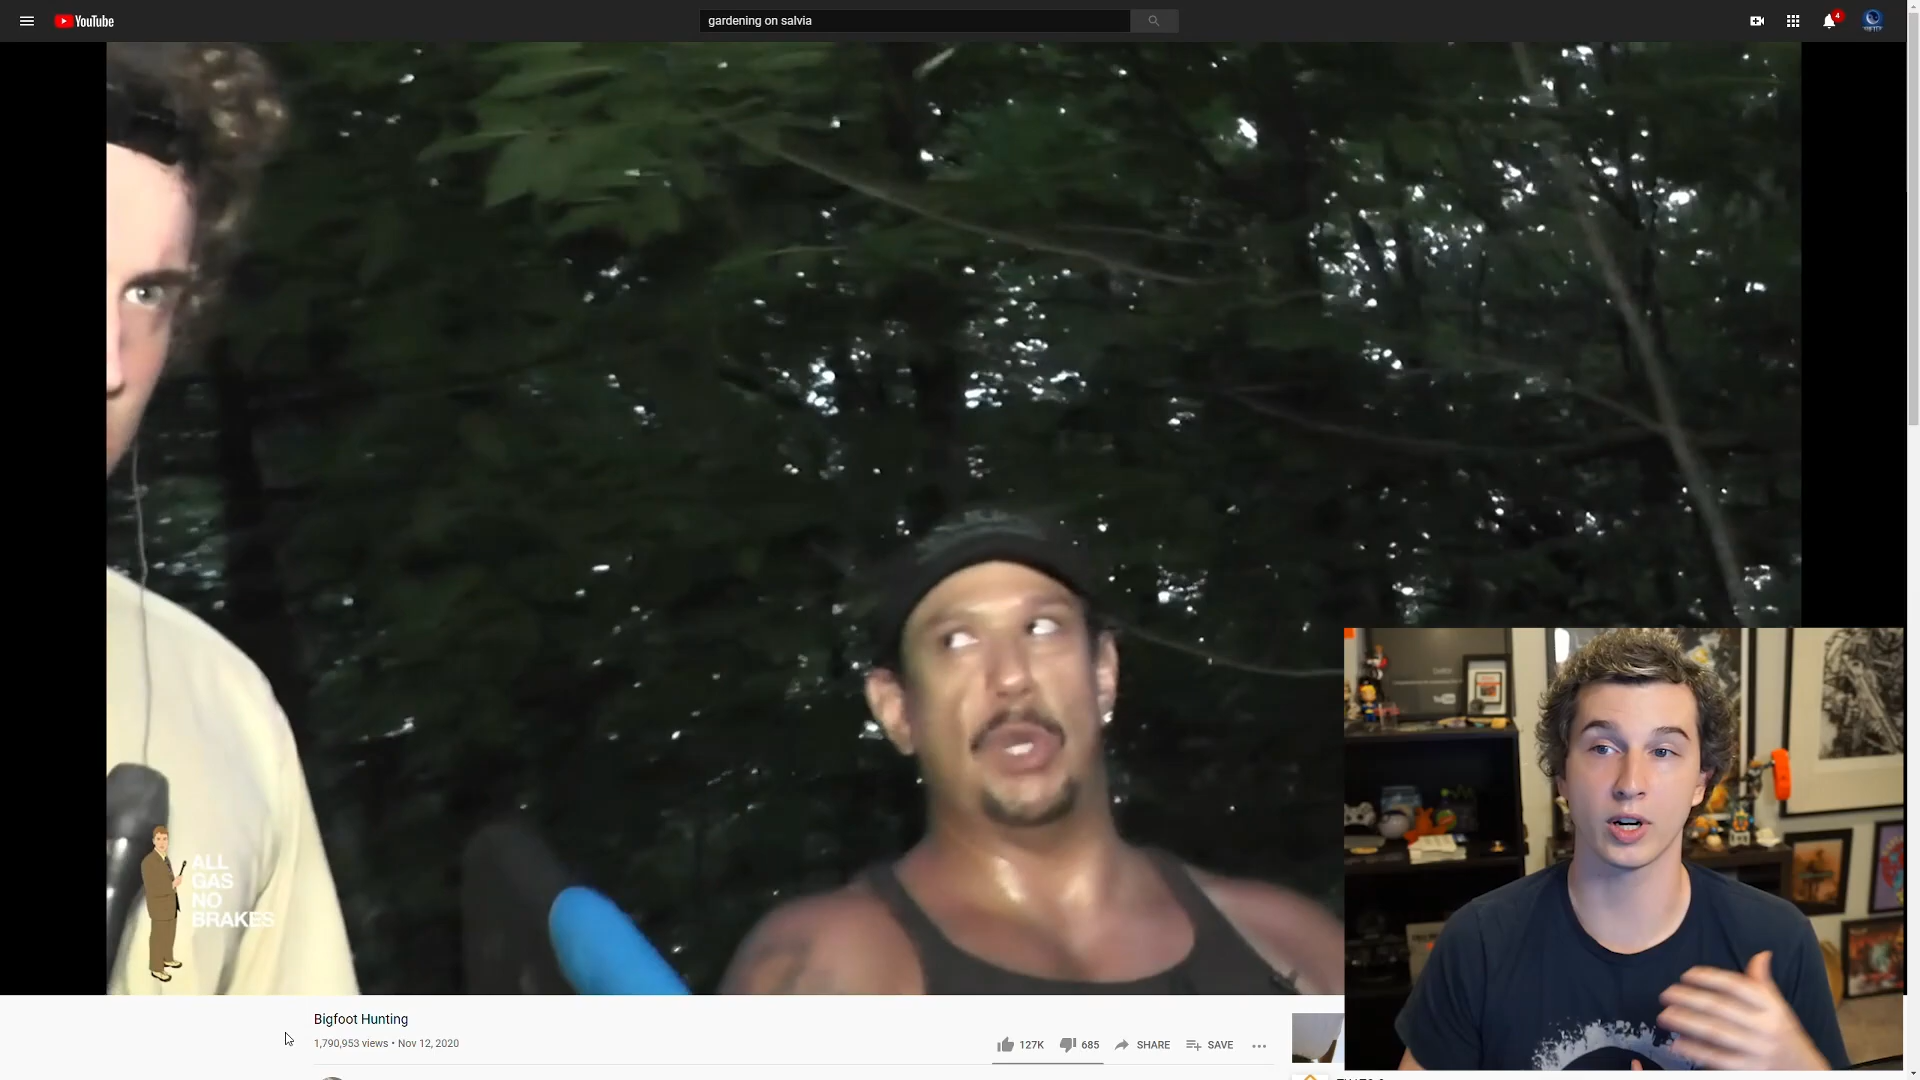 YouTube
gardening on salvia
4
ALL
GAS
NO
BRAKES
Bigfoot Hunting
1,790,953 views • Nov 12, 2020
127K
685
SHARE
SAVE